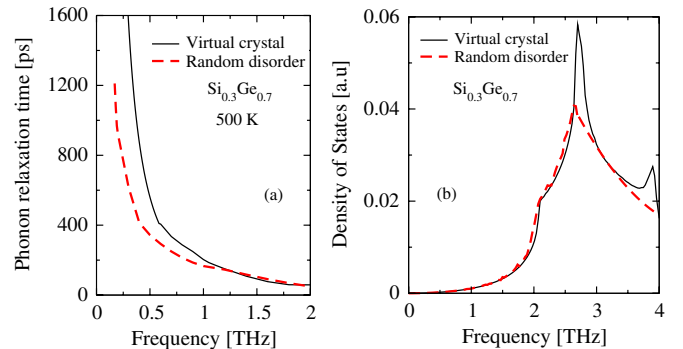 1600
1200
800
400
0
Phonon relaxation time [ps]
Virtual crystal
Random disorder
Si0.3Ge0.7
500 K
(a)
0 0.5 1 1.5 2
Frequency [THz]
0.06
0.04
0.02
0
Density of States [a.u]
Virtual crystal
Random disorder
Si0.3Ge0.7
(b)
0 1 2 3 4
Frequency [THz]